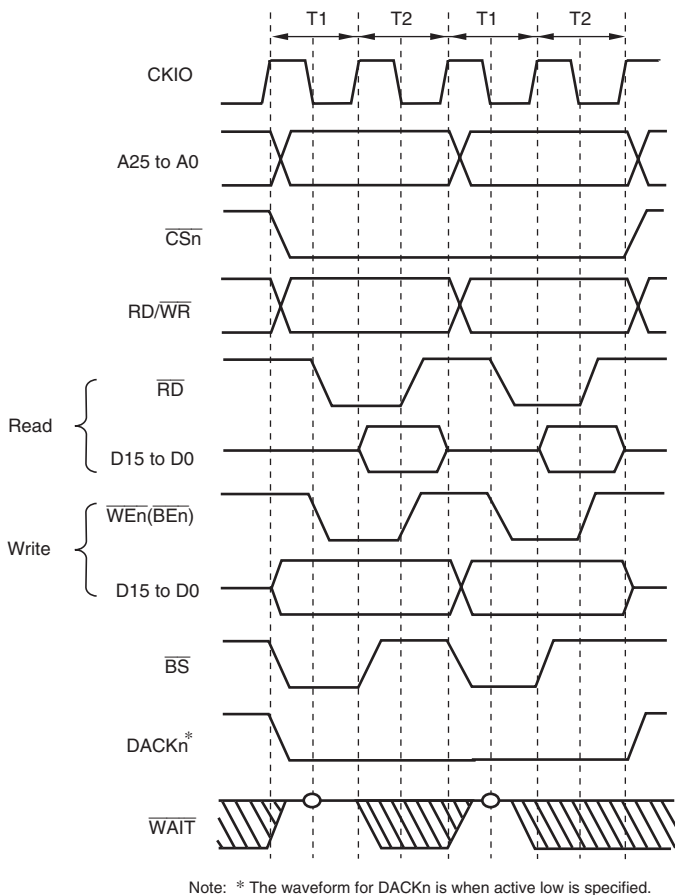 T1 T2 T1 T2
CKIO
A25 to A0
CSn
RD/WR
RD
Read
D15 to D0
WEn(BEn)
Write
D15 to D0
BS
DACKn*
WAIT
Note: * The waveform for DACKn is when active low is specified.